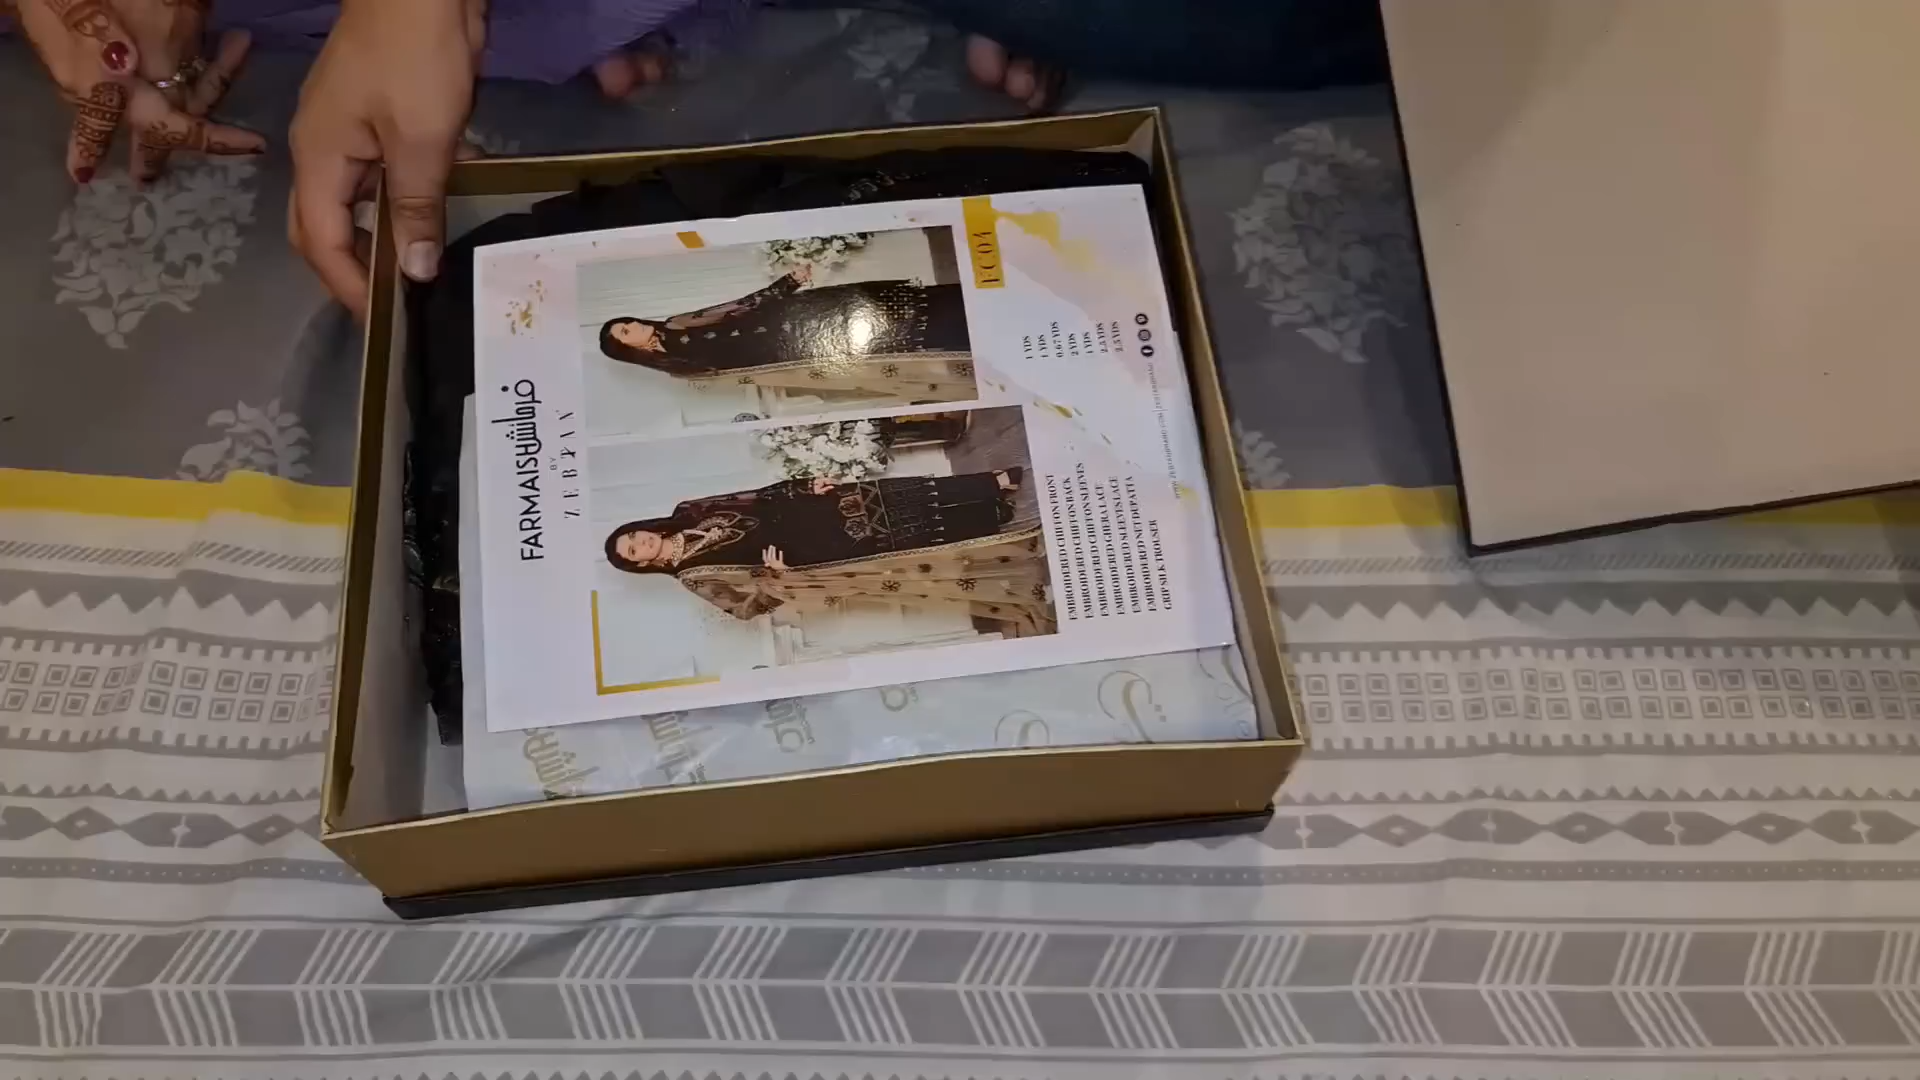 فرمائش
FARMAISH
BY
FC04
EMBROIDERED CHIFFON FRONT
EMBROIDERED CHIFFON BACK
EMBROIDERED CHIFFON SLEEVES
EMBROIDERED GHERA LACE
EMBROIDERED SLEEVES LACE
EMBROIDERED NET DUPATTA
EMBROIDERED
GRIP SILK TROUSER
1 YDS
1 YDS
0.67 YDS
2 YDS
1 YDS
2.5 YDS
2.5 YDS